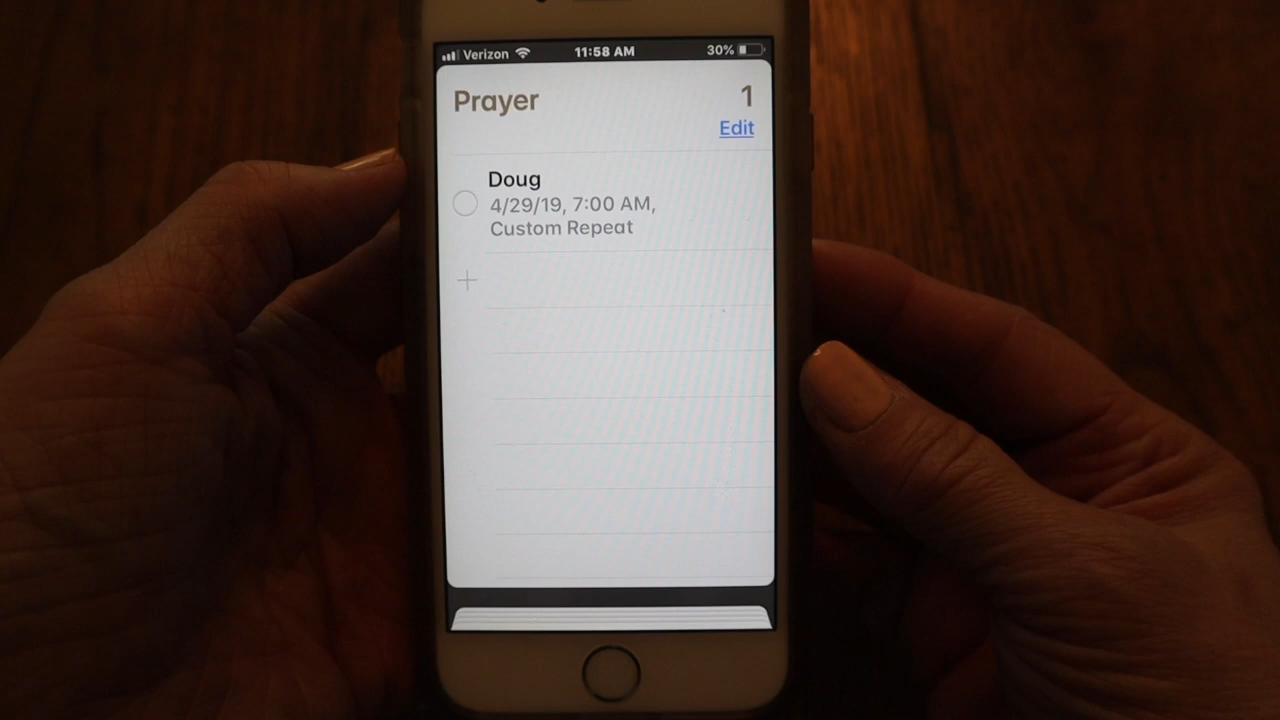 Verizon 11:58 AM 30%
Prayer 1
Edit
Doug
4/29/19, 7:00 AM,
Custom Repeat